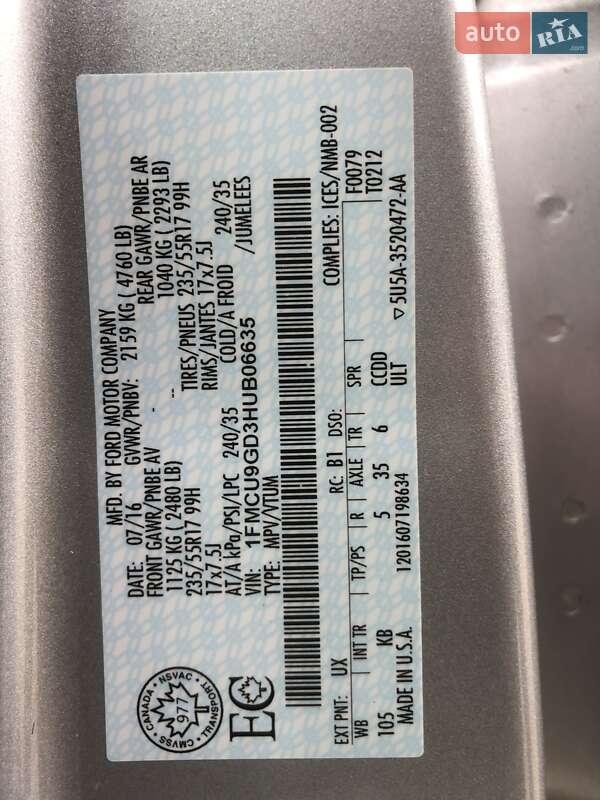 auto RIA.com
MFD. BY FORD MOTOR COMPANY
DATE: 07/16 GVWR/PNBV: 2159 KG ( 4760 LB)
FRONT GAWR/PNBE AV REAR GAWR/PNBE AR
1125 KG ( 2480 LB) -- 1040 KG ( 2293 LB)
235/55R17 99H TIRES/PNEUS 235/55R17 99H
17x7.5J RIMS/JANTES 17x7.5J
AT/A kPa/PSI/LPC 240/35 COLD/A FROID 240/35
VIN: 1FMCU9GD3HUB06635 /JUMELEES
TYPE: MPV/VTUM
CANADA • NSVAC • TRANSPORT • CMVSS •
977
EC
COMPLIES: ICES/NMB-002
EXT PNT: UX RC: B1 DSO: F0079
WB INT TR TP/PS R AXLE TR SPR T0212
105 KB 5 35 6 CCDD
ULT
MADE IN U.S.A. 1201607198634 ▽5U5A-3520472-AA